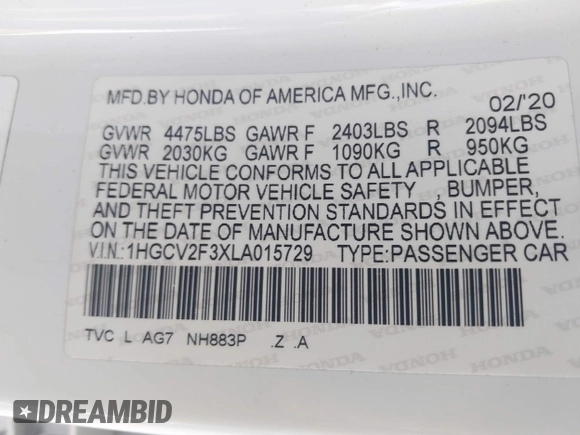 MFD.BY HONDA OF AMERICA MFG.,INC.
02/'20
GVWR 4475LBS GAWR F 2403LBS R 2094LBS
GVWR 2030KG GAWR F 1090KG R 950KG
THIS VEHICLE CONFORMS TO ALL APPLICABLE
FEDERAL MOTOR VEHICLE SAFETY , BUMPER,
AND THEFT PREVENTION STANDARDS IN EFFECT
ON THE DATE OF MANUFACTURE SHOWN ABOVE.
V.I.N.:1HGCV2F3XLA015729 TYPE:PASSENGER CAR
TVC L AG7 NH883P .Z .A
DREAMBID